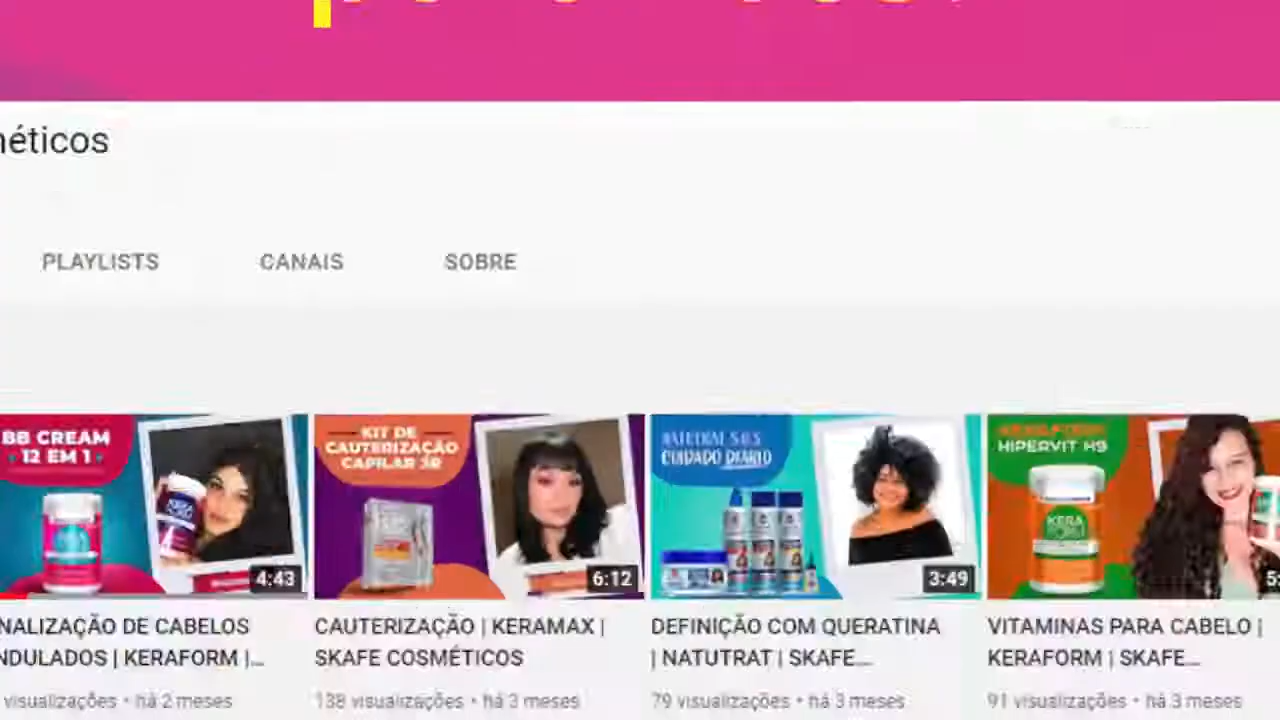 éticos
PLAYLISTS CANAIS SOBRE
BB CREAM
12 EM 1
4:43
KIT DE
CAUTERIZAÇÃO
CAPILAR 3R
6:12
CUIDADO DIÁRIO
3:49
HIPERVIT H9
KERA
FORM
5:
NALIZAÇÃO DE CABELOS
NDULADOS | KERAFORM |...
visualizações • há 2 meses
CAUTERIZAÇÃO | KERAMAX |
SKAFE COSMÉTICOS
138 visualizações • há 3 meses
DEFINIÇÃO COM QUERATINA
| NATUTRAT | SKAFE...
79 visualizações • há 3 meses
VITAMINAS PARA CABELO |
KERAFORM | SKAFE...
91 visualizações • há 3 meses